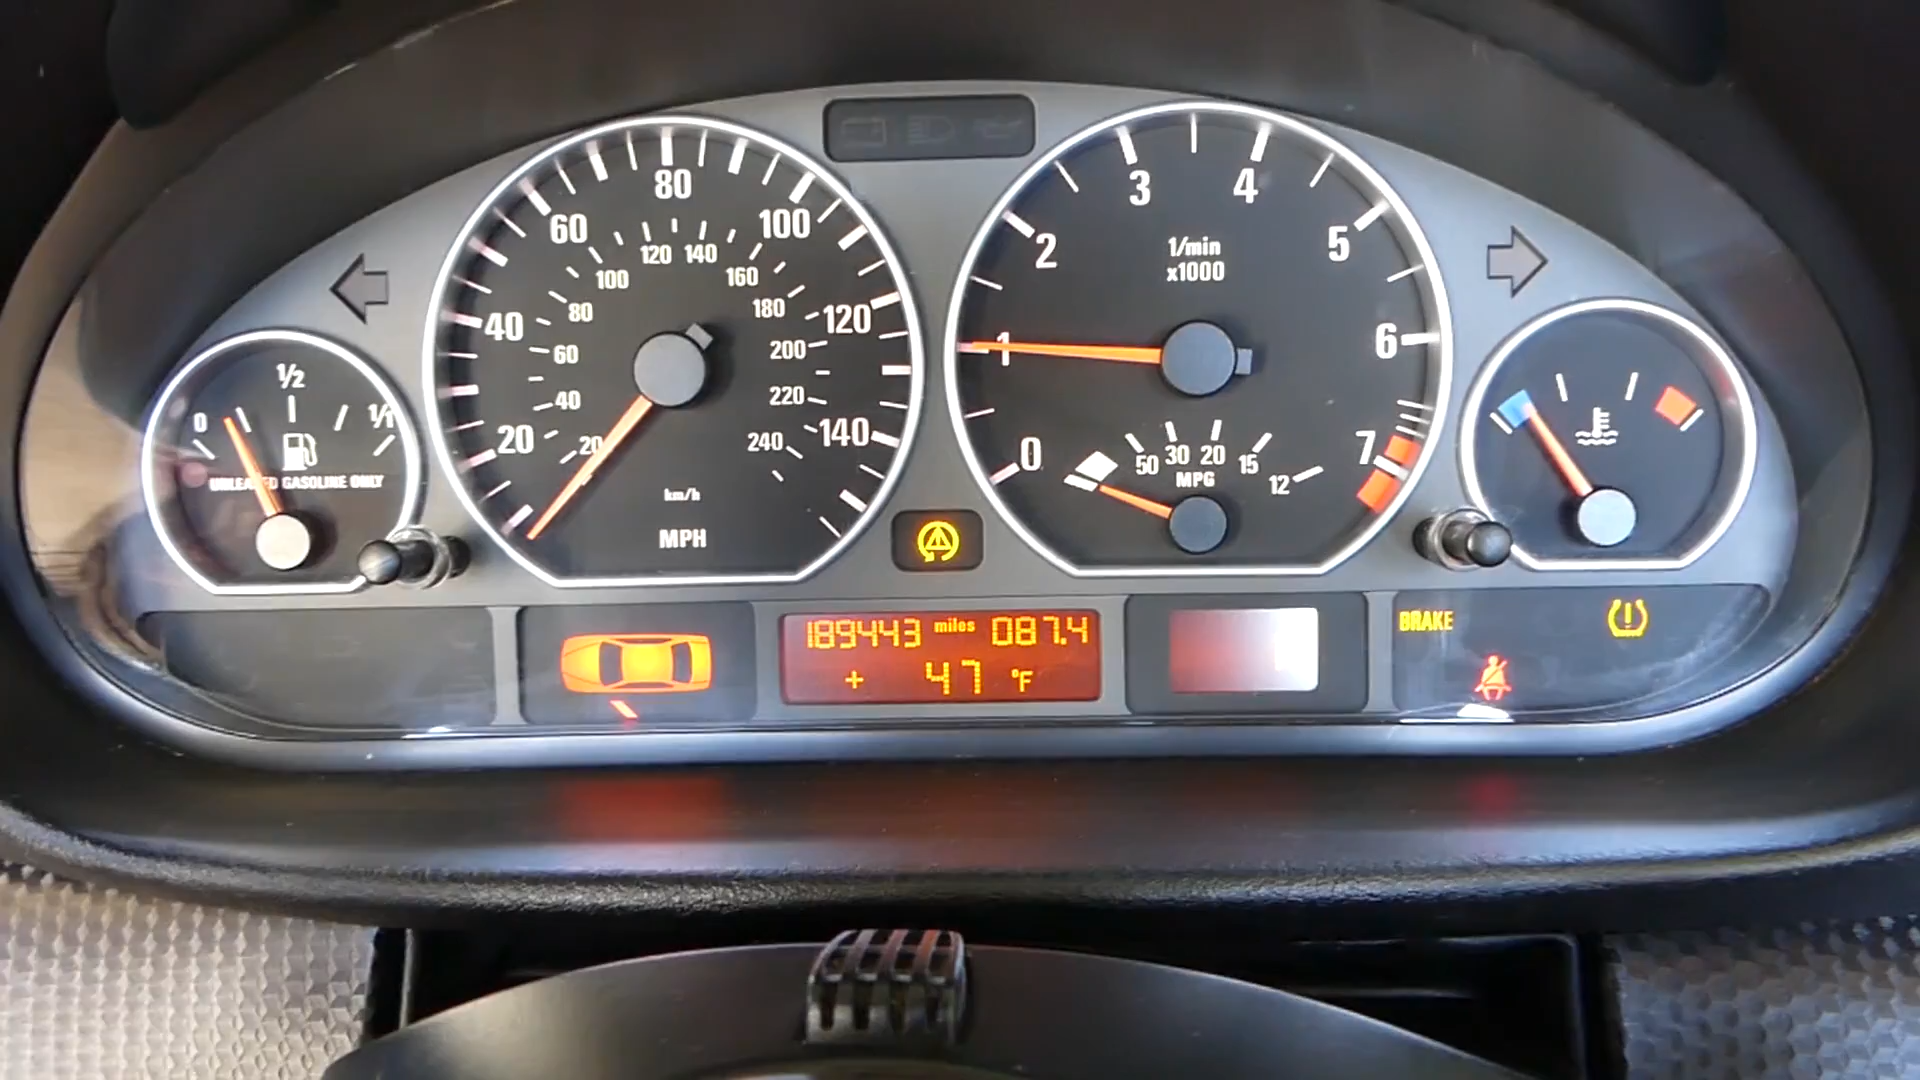 0 1/2 1/1
UNLEADED GASOLINE ONLY
20 40 60 80 100 120 140
20 40 60 80 100 120 140 160 180 200 220 240
km/h
MPH
0 1 2 3 4 5 6 7
1/min
x1000
50 30 20 15 12
MPG
189443 miles 087.4
+ 47 °F
BRAKE